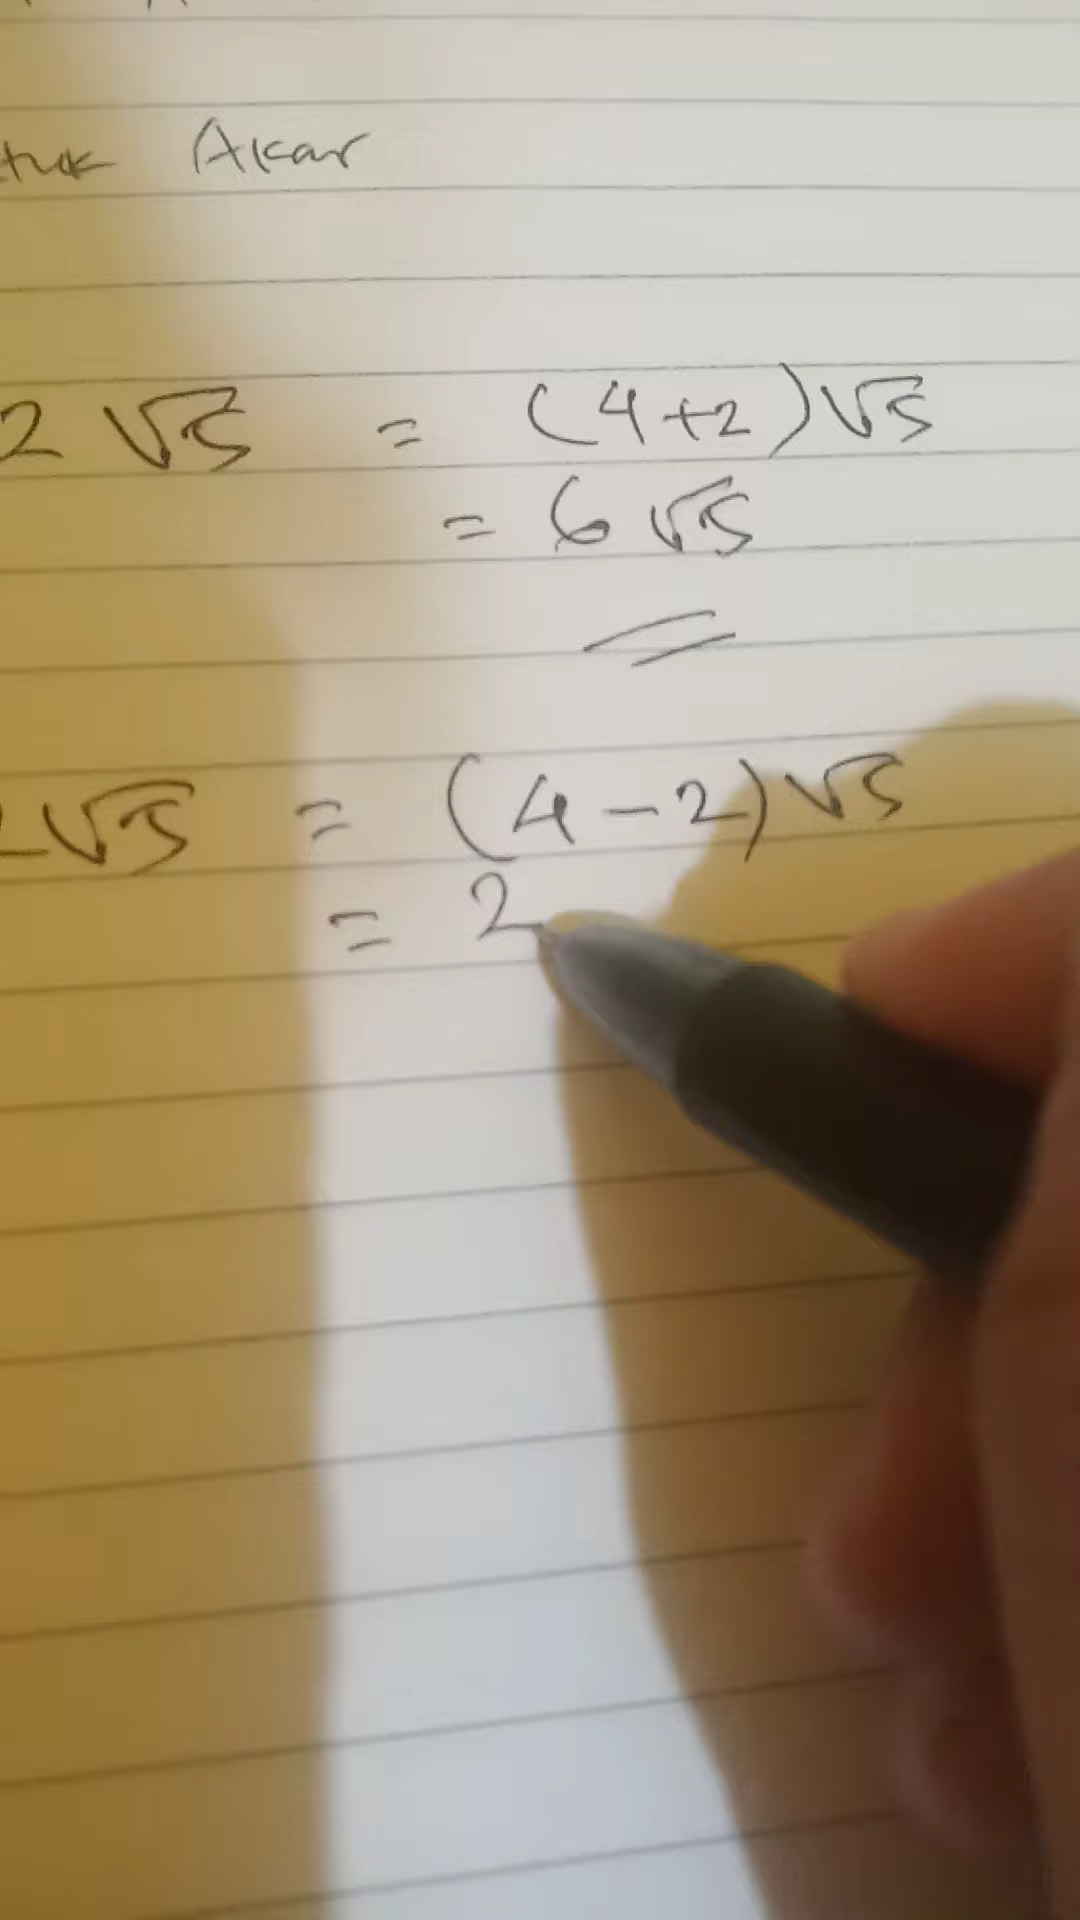 Akar
2 √5 = (4+2)√5
= 6 √5
√5 = (4-2)√5
= 2